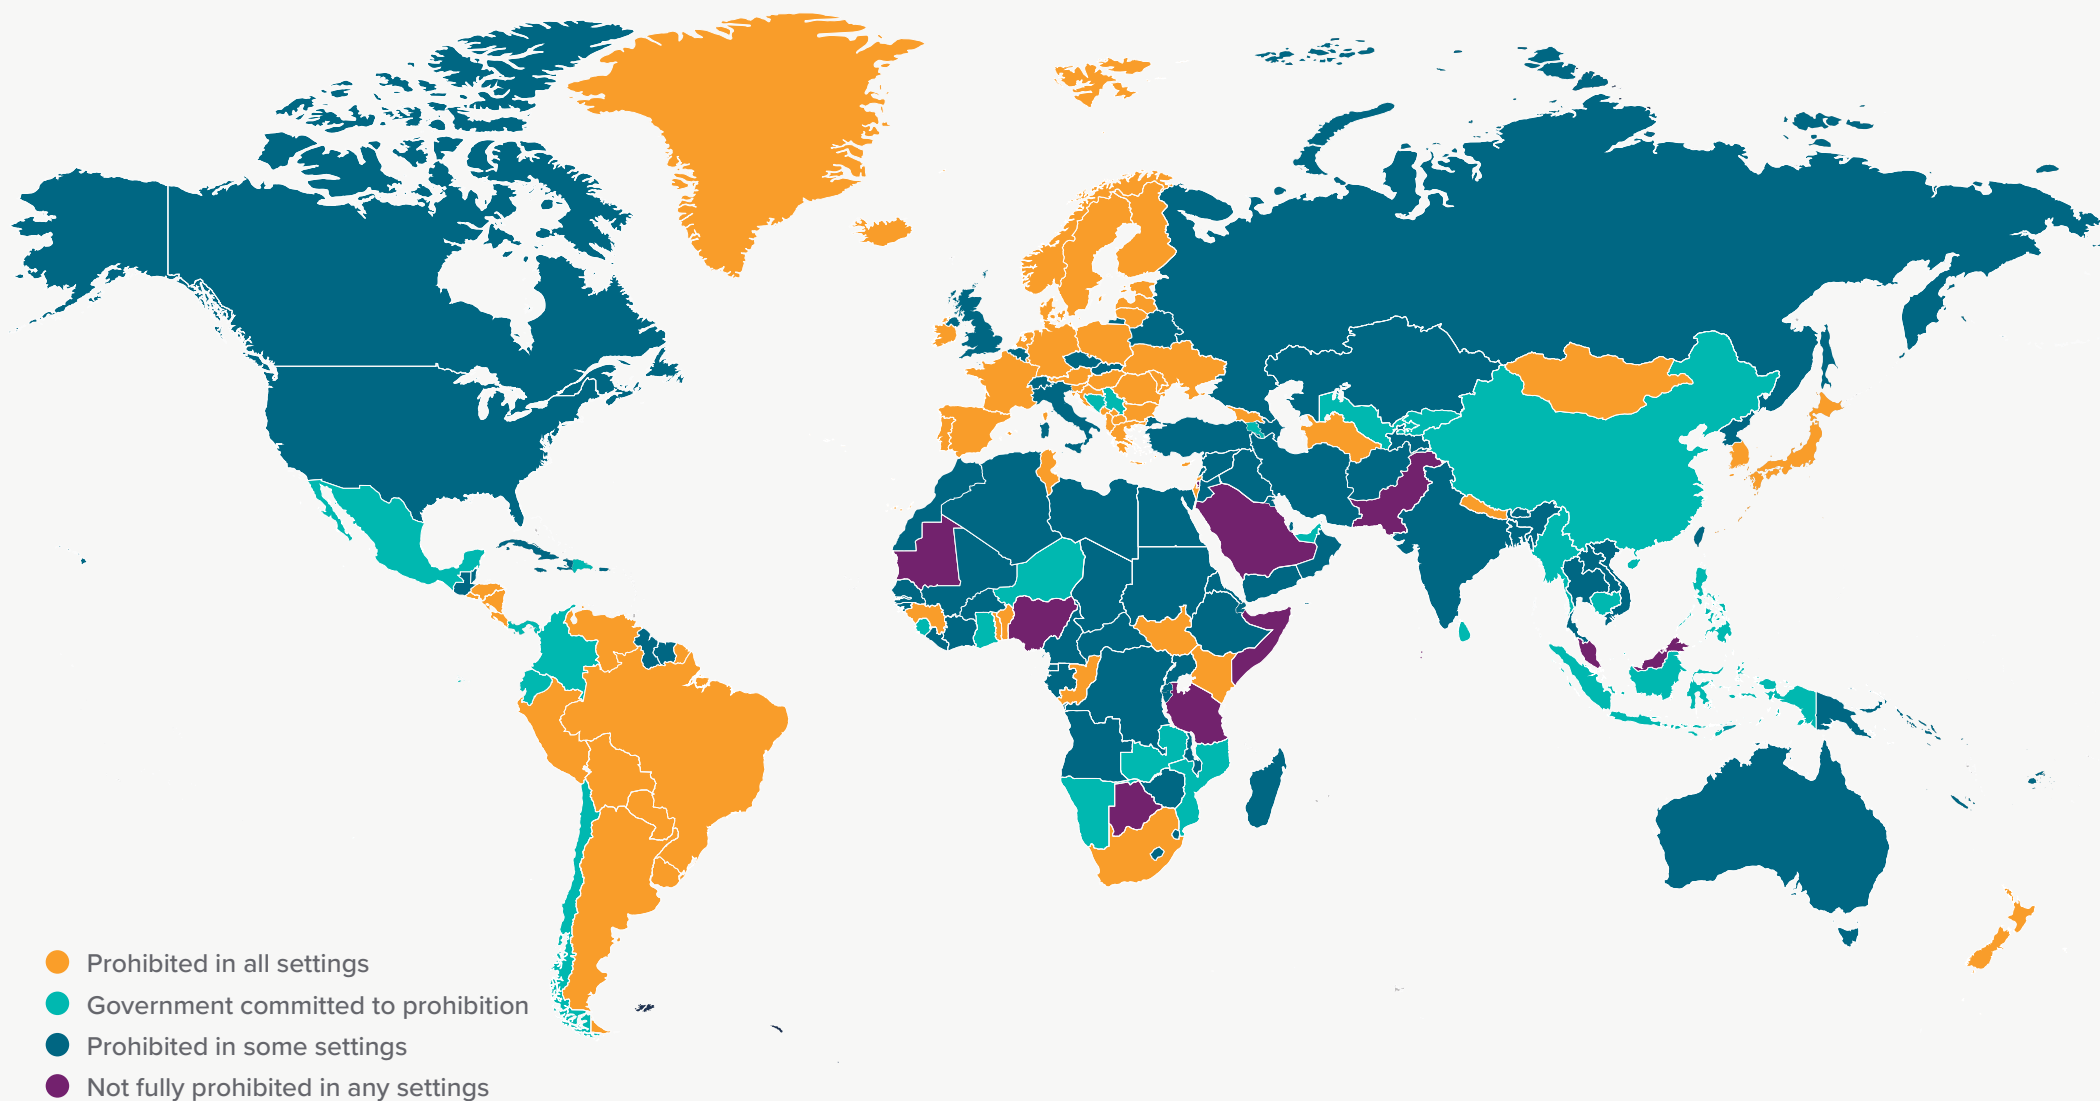 Prohibited in all settings
Government committed to prohibition
Prohibited in some settings
Not fully prohibited in any settings